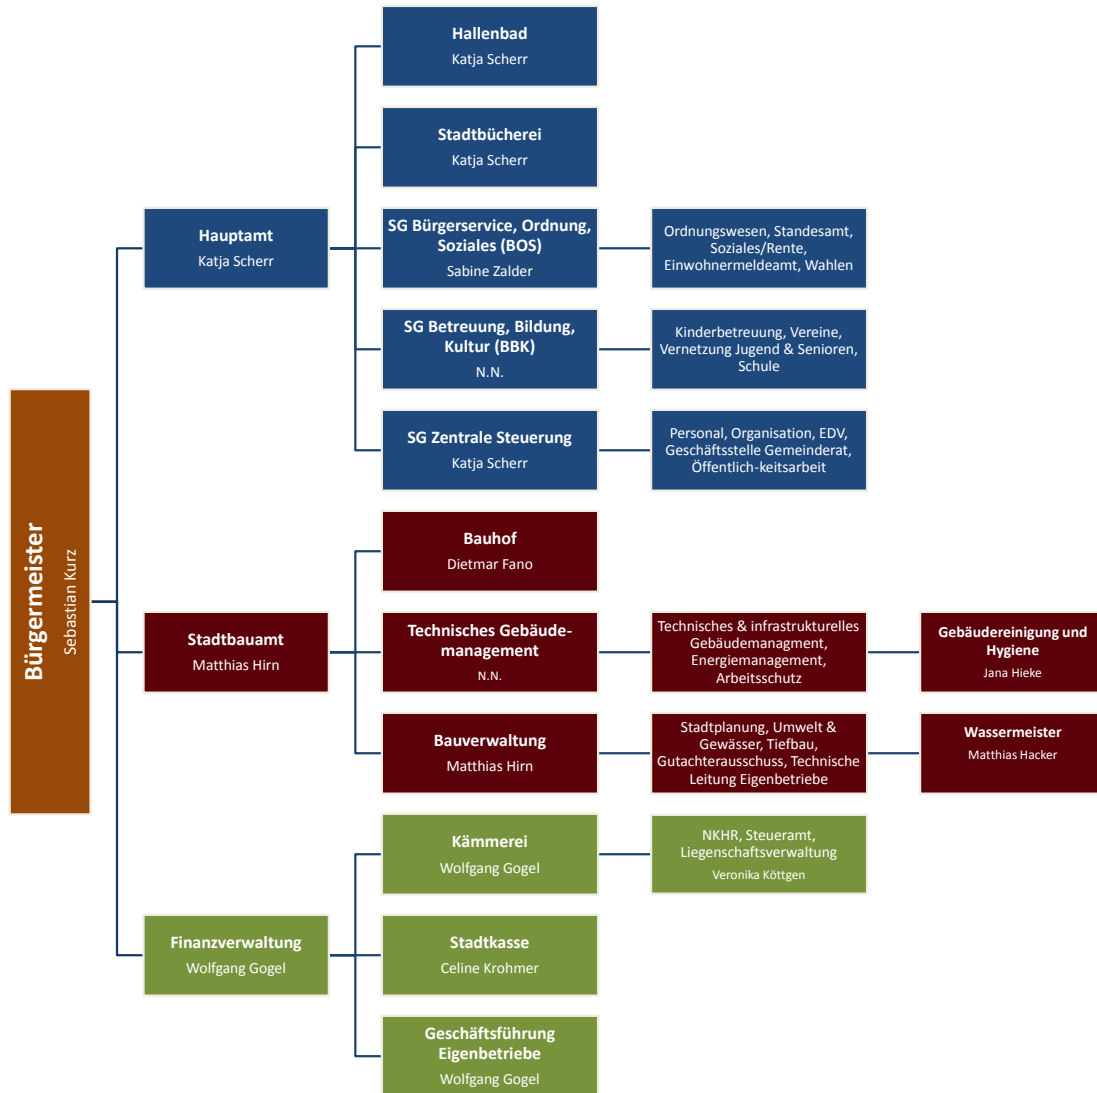 Bürgermeister
Sebastian Kurz
Hauptamt
Katja Scherr
Hallenbad
Katja Scherr
Stadtbücherei
Katja Scherr
SG Bürgerservice, Ordnung,
Soziales (BOS)
Sabine Zalder
Ordnungswesen, Standesamt,
Soziales/Rente,
Einwohnermeldeamt, Wahlen
SG Betreuung, Bildung,
Kultur (BBK)
N.N.
Kinderbetreuung, Vereine,
Vernetzung Jugend & Senioren,
Schule
SG Zentrale Steuerung
Katja Scherr
Personal, Organisation, EDV,
Geschäftsstelle Gemeinderat,
Öffentlich-keitsarbeit
Stadtbauamt
Matthias Hirn
Bauhof
Dietmar Fano
Technisches Gebäude-
management
N.N.
Technisches & infrastrukturelles
Gebäudemanagment,
Energiemanagement,
Arbeitsschutz
Gebäudereinigung und
Hygiene
Jana Hieke
Bauverwaltung
Matthias Hirn
Stadtplanung, Umwelt &
Gewässer, Tiefbau,
Gutachterausschuss, Technische
Leitung Eigenbetriebe
Wassermeister
Matthias Hacker
Finanzverwaltung
Wolfgang Gogel
Kämmerei
Wolfgang Gogel
NKHR, Steueramt,
Liegenschaftsverwaltung
Veronika Köttgen
Stadtkasse
Celine Krohmer
Geschäftsführung
Eigenbetriebe
Wolfgang Gogel